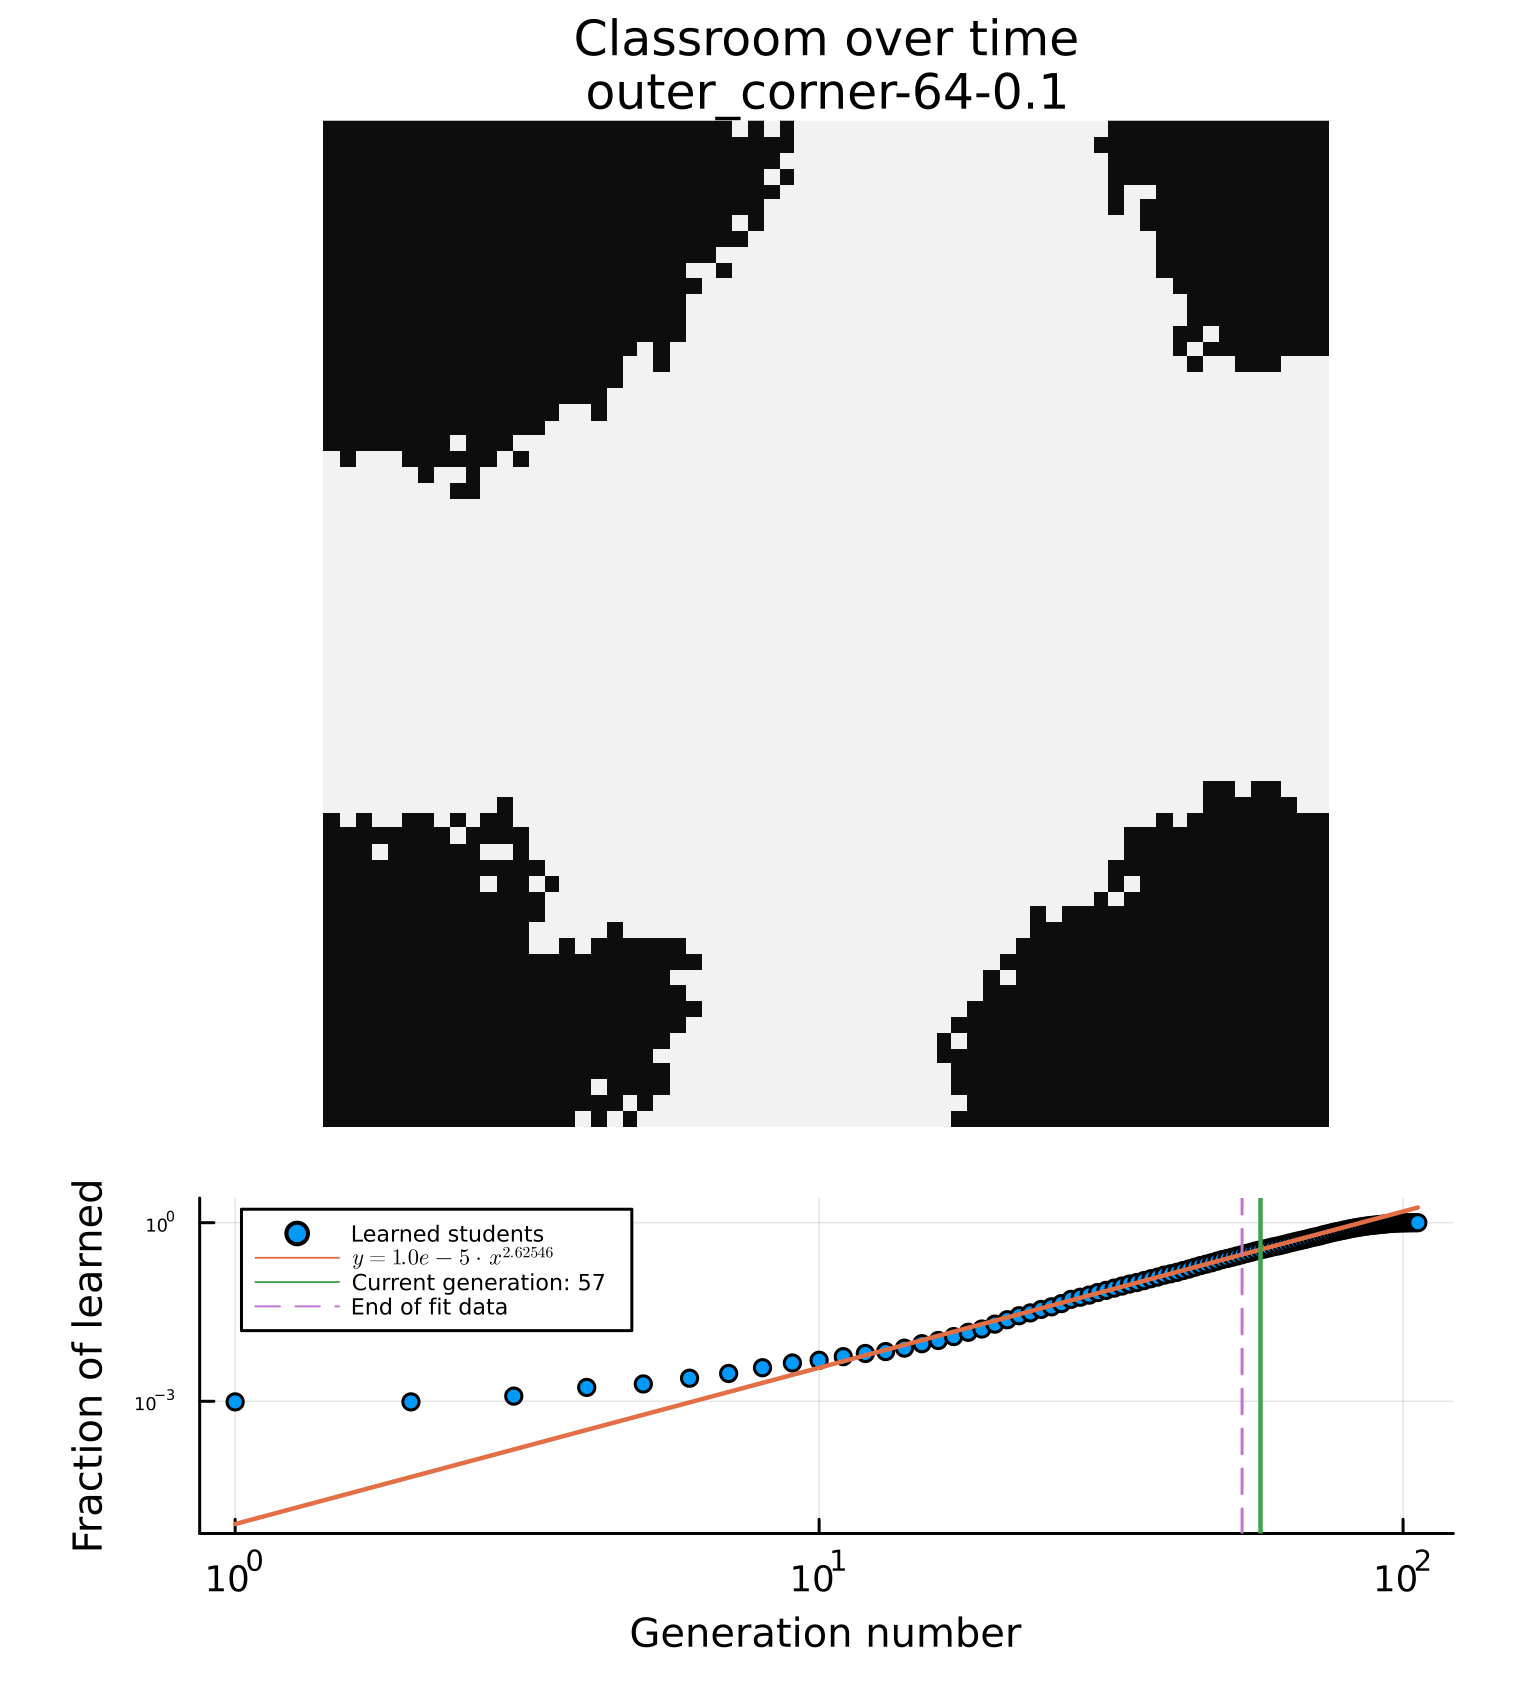 Classroom over time
outer_corner-64-0.1
Fraction of learned
10^0
10^-3
Learned students
y = 1.0e − 5 · x^2.62546
Current generation: 57
End of fit data
10^0
10^1
10^2
Generation number